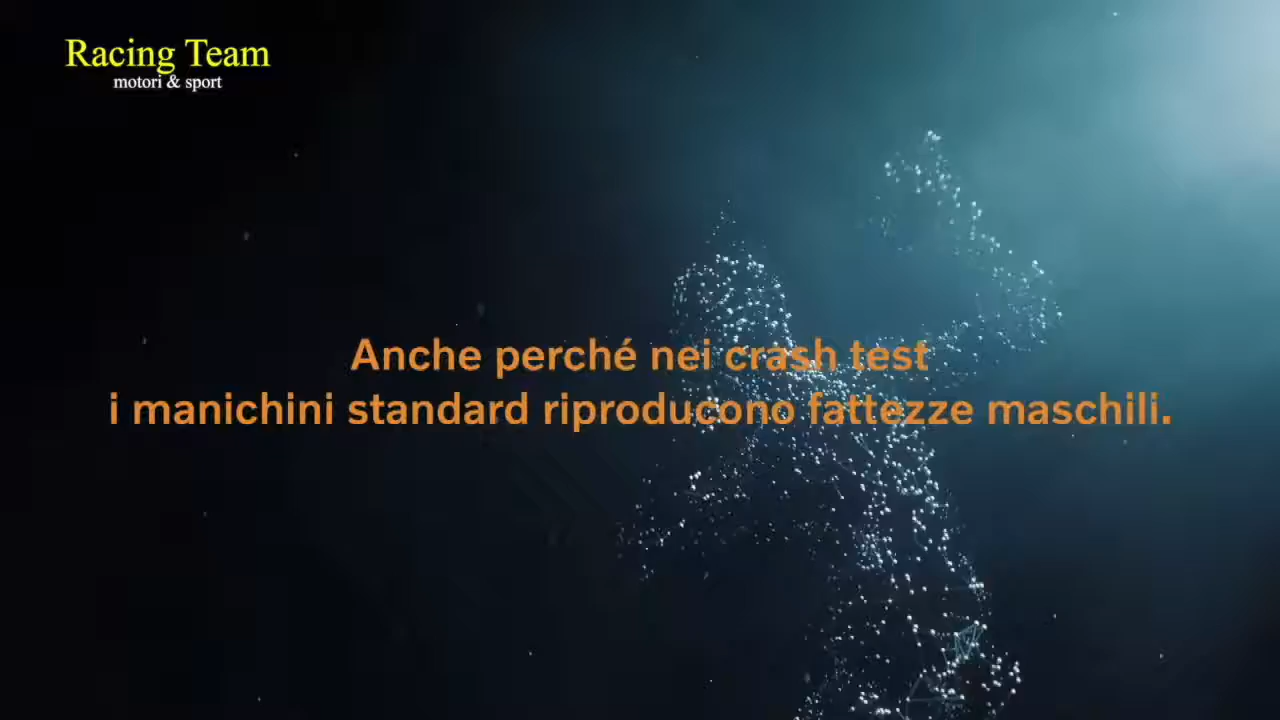 Racing Team
motori & sport
Anche perché nei crash test
i manichini standard riproducono fattezze maschili.